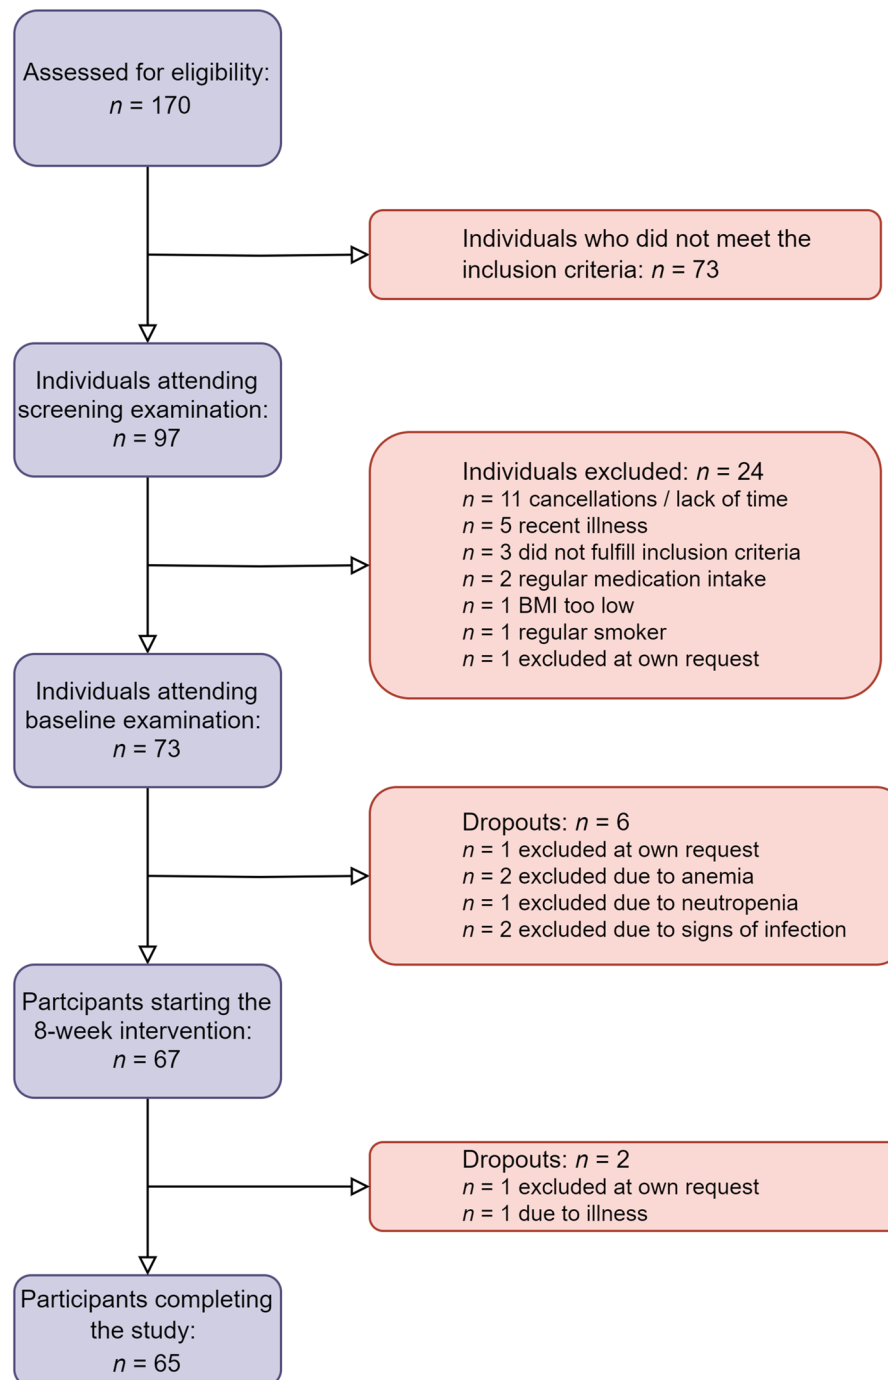 Assessed for eligibility:
n = 170
Individuals who did not meet the
inclusion criteria: n = 73
Individuals attending
screening examination:
n = 97
Individuals excluded: n = 24
n = 11 cancellations / lack of time
n = 5 recent illness
n = 3 did not fulfill inclusion criteria
n = 2 regular medication intake
n = 1 BMI too low
n = 1 regular smoker
n = 1 excluded at own request
Individuals attending
baseline examination:
n = 73
Dropouts: n = 6
n = 1 excluded at own request
n = 2 excluded due to anemia
n = 1 excluded due to neutropenia
n = 2 excluded due to signs of infection
Partcipants starting the
8-week intervention:
n = 67
Dropouts: n = 2
n = 1 excluded at own request
n = 1 due to illness
Participants completing
the study:
n = 65